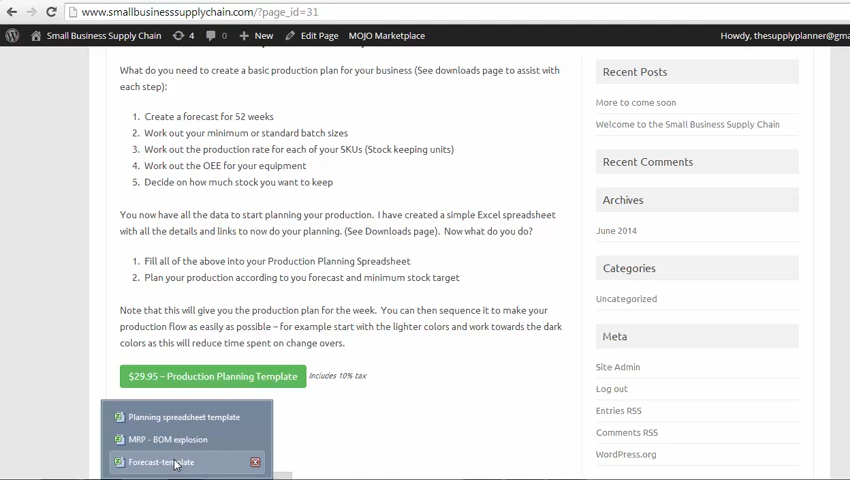 www.smallbusinesssupplychain.com/?page_id=31
Small Business Supply Chain 4 New Edit Page MOJO Marketplace Howdy, thesupplyplanner@gma
What do you need to create a basic production plan for your business (See downloads page to assist with
each step):
1. Create a forecast for 52 weeks
2. Work out your minimum or standard batch sizes
3. Work out the production rate for each of your SKUs (Stock keeping units)
4. Work out the OEE for your equipment
5. Decide on how much stock you want to keep
You now have all the data to start planning your production. I have created a simple Excel spreadsheet
with all the details and links to now do your planning. (See Downloads page). Now what do you do?
1. Fill all of the above into your Production Planning Spreadsheet
2. Plan your production according to you forecast and minimum stock target
Note that this will give you the production plan for the week. You can then sequence it to make your
production flow as easily as possible – for example start with the lighter colors and work towards the dark
colors as this will reduce time spent on change overs.
$29.95 – Production Planning Template Includes 10% tax
Planning spreadsheet template
MRP - BOM explosion
Forecast-template
Recent Posts
More to come soon
Welcome to the Small Business Supply Chain
Recent Comments
Archives
June 2014
Categories
Uncategorized
Meta
Site Admin
Log out
Entries RSS
Comments RSS
WordPress.org